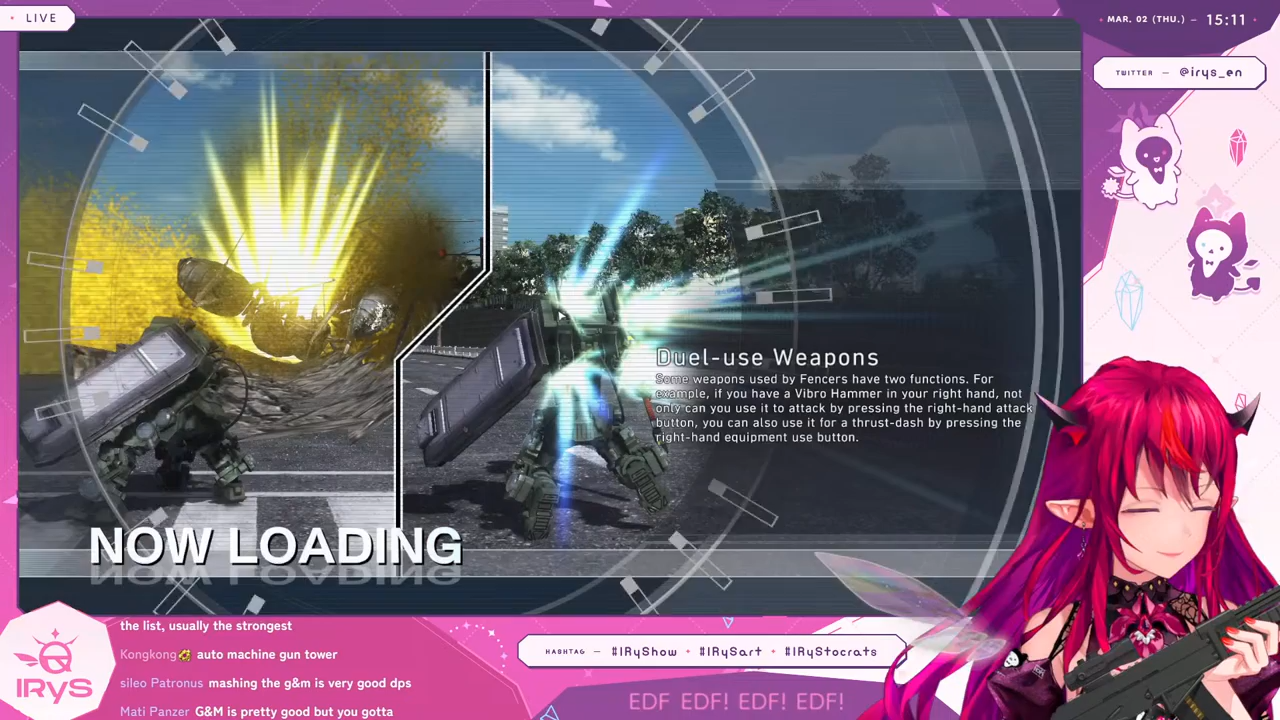 LIVE
MAR. 02 (THU.) – 15:11
TWITTER – @irys_en
Duel-use Weapons
Some weapons used by Fencers have two functions. For
example, if you have a Vibro Hammer in your right hand, not
only can you use it to attack by pressing the right-hand attack
button, you can also use it for a thrust-dash by pressing the
right-hand equipment use button.
NOW LOADING
the list, usually the strongest
Kongkong auto machine gun tower
sileo Patronus mashing the g&m is very good dps
Mati Panzer G&M is pretty good but you gotta
IRyS
HASHTAG – #IRyShow • #IRySart • #IRyStocrats
EDF EDF! EDF! EDF!